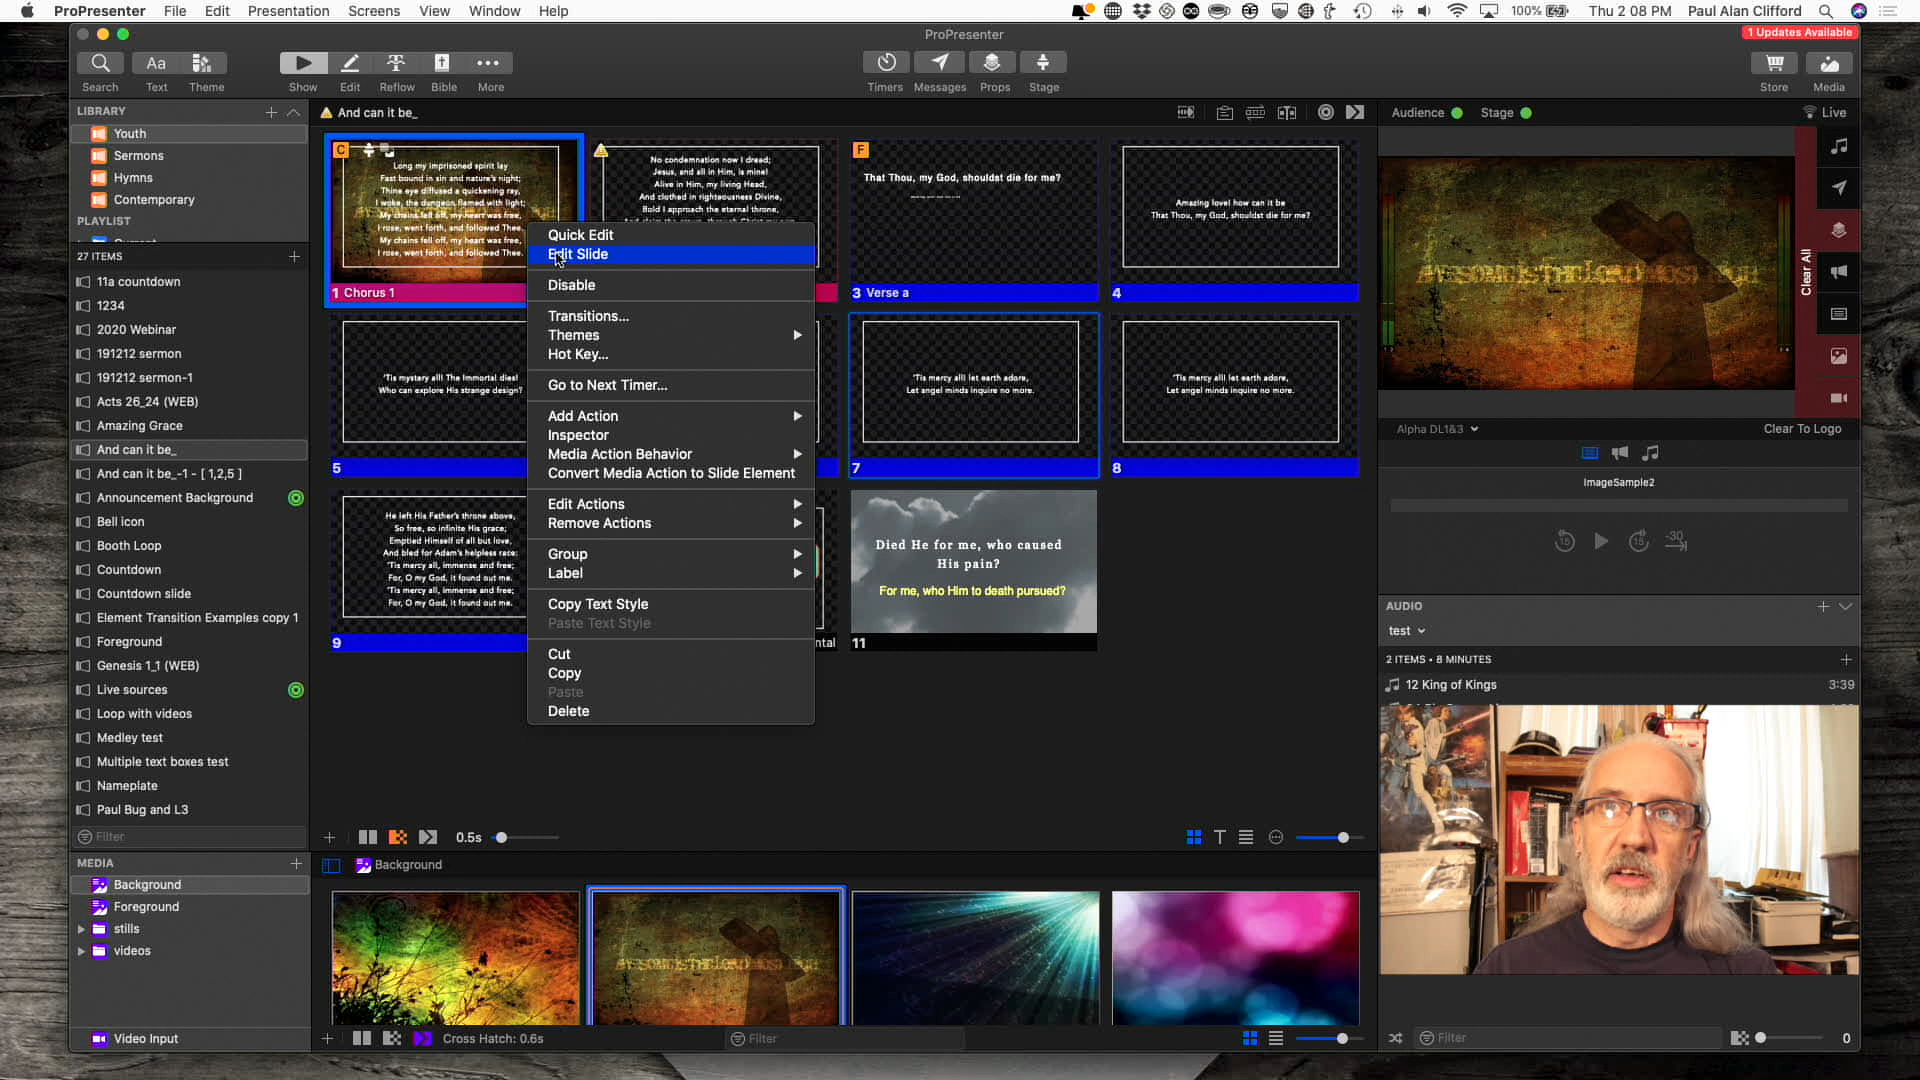 ProPresenter File Edit Presentation Screens View Window Help
100% Thu 2 08 PM Paul Alan Clifford
ProPresenter
1 Updates Available
Aa
Search Text Theme Show Edit Reflow Bible More Timers Messages Props Stage Store Media
LIBRARY
Youth
Sermons
Hymns
Contemporary
PLAYLIST
27 ITEMS
11a countdown
1234
2020 Webinar
191212 sermon
191212 sermon-1
Acts 26_24 (WEB)
Amazing Grace
And can it be_
And can it be_-1 - [ 1,2,5 ]
Announcement Background
Bell icon
Booth Loop
Countdown
Countdown slide
Element Transition Examples copy 1
Foreground
Genesis 1_1 (WEB)
Live sources
Loop with videos
Medley test
Multiple text boxes test
Nameplate
Paul Bug and L3
Filter
MEDIA
Background
Foreground
stills
videos
Video Input
And can it be_
C
Long my imprisoned spirit lay
Fast bound in sin and nature's night;
Thine eye diffused a quickening ray,
I woke, the dungeon flamed with light;
My chains fell off, my heart was free,
I rose, went forth, and followed Thee.
My chains fell off, my heart was free,
I rose, went forth, and followed Thee.
1 Chorus 1
No condemnation now I dread;
Jesus, and all in Him, is mine!
Alive in Him, my living Head,
And clothed in righteousness Divine,
Bold I approach the eternal throne,
F
That Thou, my God, shouldst die for me?
3 Verse a
Amazing love! how can it be
That Thou, my God, shouldst die for me?
4
'Tis mystery all! The Immortal dies!
Who can explore His strange design?
5
'Tis mercy all! let earth adore,
Let angel minds inquire no more.
7
'Tis mercy all! let earth adore,
Let angel minds inquire no more.
8
He left His Father's throne above,
So free, so infinite His grace;
Emptied Himself of all but love,
And bled for Adam's helpless race:
'Tis mercy all, immense and free;
For, O my God, it found out me.
'Tis mercy all, immense and free;
For, O my God, it found out me.
9
ntal
Died He for me, who caused
His pain?
For me, who Him to death pursued?
11
Quick Edit
Edit Slide
Disable
Transitions...
Themes
Hot Key...
Go to Next Timer...
Add Action
Inspector
Media Action Behavior
Convert Media Action to Slide Element
Edit Actions
Remove Actions
Group
Label
Copy Text Style
Paste Text Style
Cut
Copy
Paste
Delete
0.5s
T
Background
Cross Hatch: 0.6s
Filter
Audience Stage Live
Clear All
Alpha DL1&3 Clear To Logo
ImageSample2
15 15 -30
AUDIO
test
2 ITEMS • 8 MINUTES
12 King of Kings 3:39
Filter 0